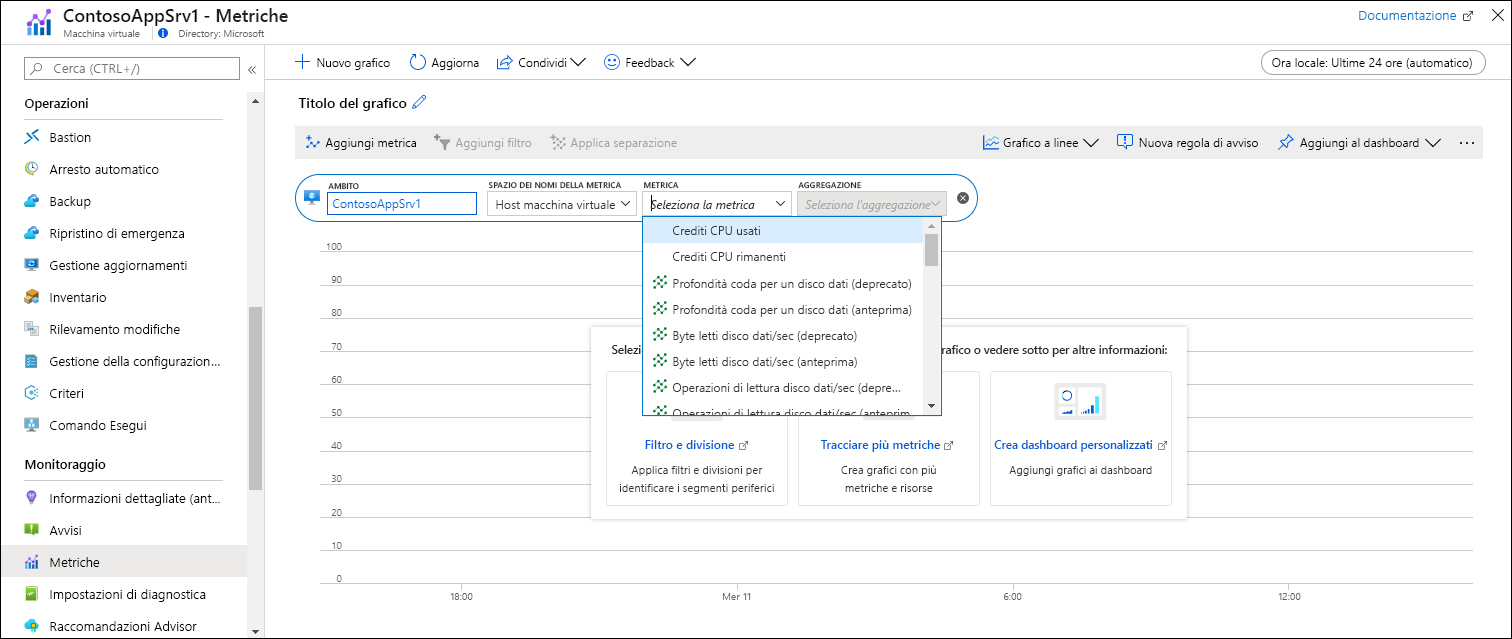 ContosoAppSrv1 - Metriche
Macchina virtuale
Directory: Microsoft
Documentazione
Cerca (CTRL+/)
«
Operazioni
Bastion
Arresto automatico
Backup
Ripristino di emergenza
Gestione aggiornamenti
Inventario
Rilevamento modifiche
Gestione della configurazion...
Criteri
Comando Esegui
Monitoraggio
Informazioni dettagliate (ant...
Avvisi
Metriche
Impostazioni di diagnostica
Raccomandazioni Advisor
Nuovo grafico
Aggiorna
Condividi
Feedback
Ora locale: Ultime 24 ore (automatico)
Titolo del grafico
Aggiungi metrica
Aggiungi filtro
Applica separazione
Grafico a linee
Nuova regola di avviso
Aggiungi al dashboard
...
AMBITO
ContosoAppSrv1
SPAZIO DEI NOMI DELLA METRICA
Host macchina virtuale
METRICA
Seleziona la metrica
AGGREGAZIONE
Seleziona l'aggregazione
Crediti CPU usati
Crediti CPU rimanenti
Profondità coda per un disco dati (deprecato)
Profondità coda per un disco dati (anteprima)
Byte letti disco dati/sec (deprecato)
Byte letti disco dati/sec (anteprima)
Operazioni di lettura disco dati/sec (depre...
Operazioni di lettura disco dati/sec (anteprim
100
90
80
70
60
50
40
30
20
10
0
18:00
Mer 11
6:00
12:00
Selezi
rafico o vedere sotto per altre informazioni:
Filtro e divisione
Applica filtri e divisioni per
identificare i segmenti periferici
Tracciare più metriche
Crea grafici con più
metriche e risorse
Crea dashboard personalizzati
Aggiungi grafici ai dashboard